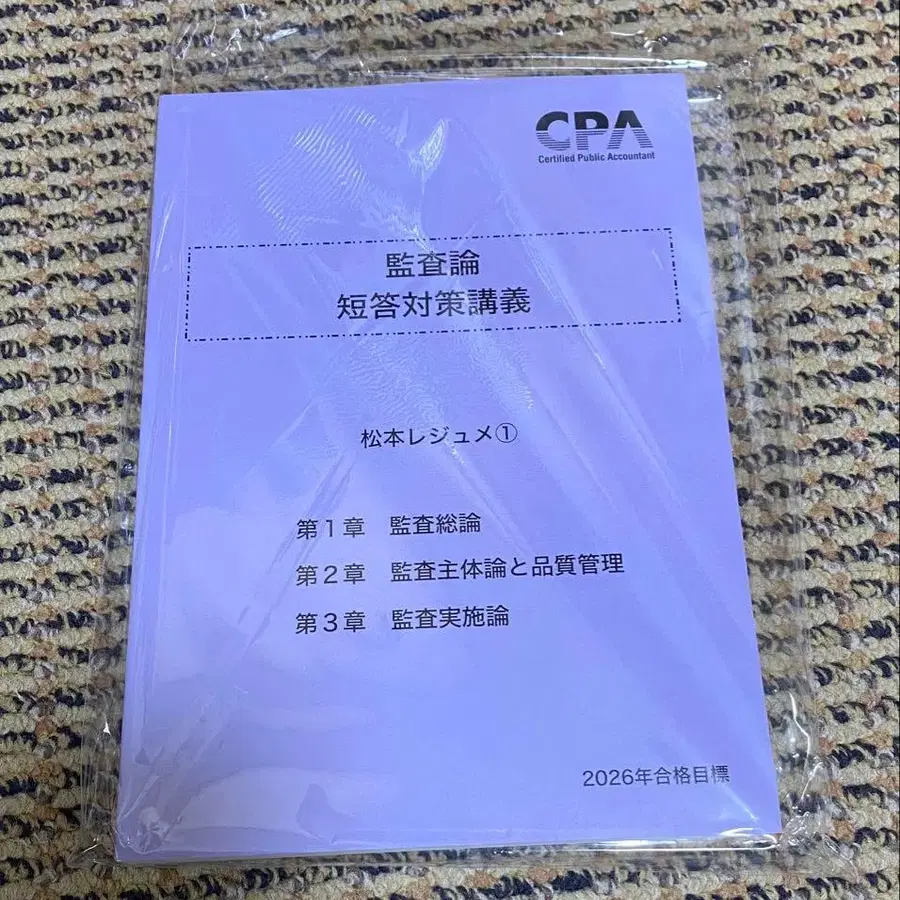 CPA
Certified Public Accountant
監査論
短答対策講義
松本レジュメ①
第1章 監査総論
第2章 監査主体論と品質管理
第3章 監査実施論
2026年合格目標